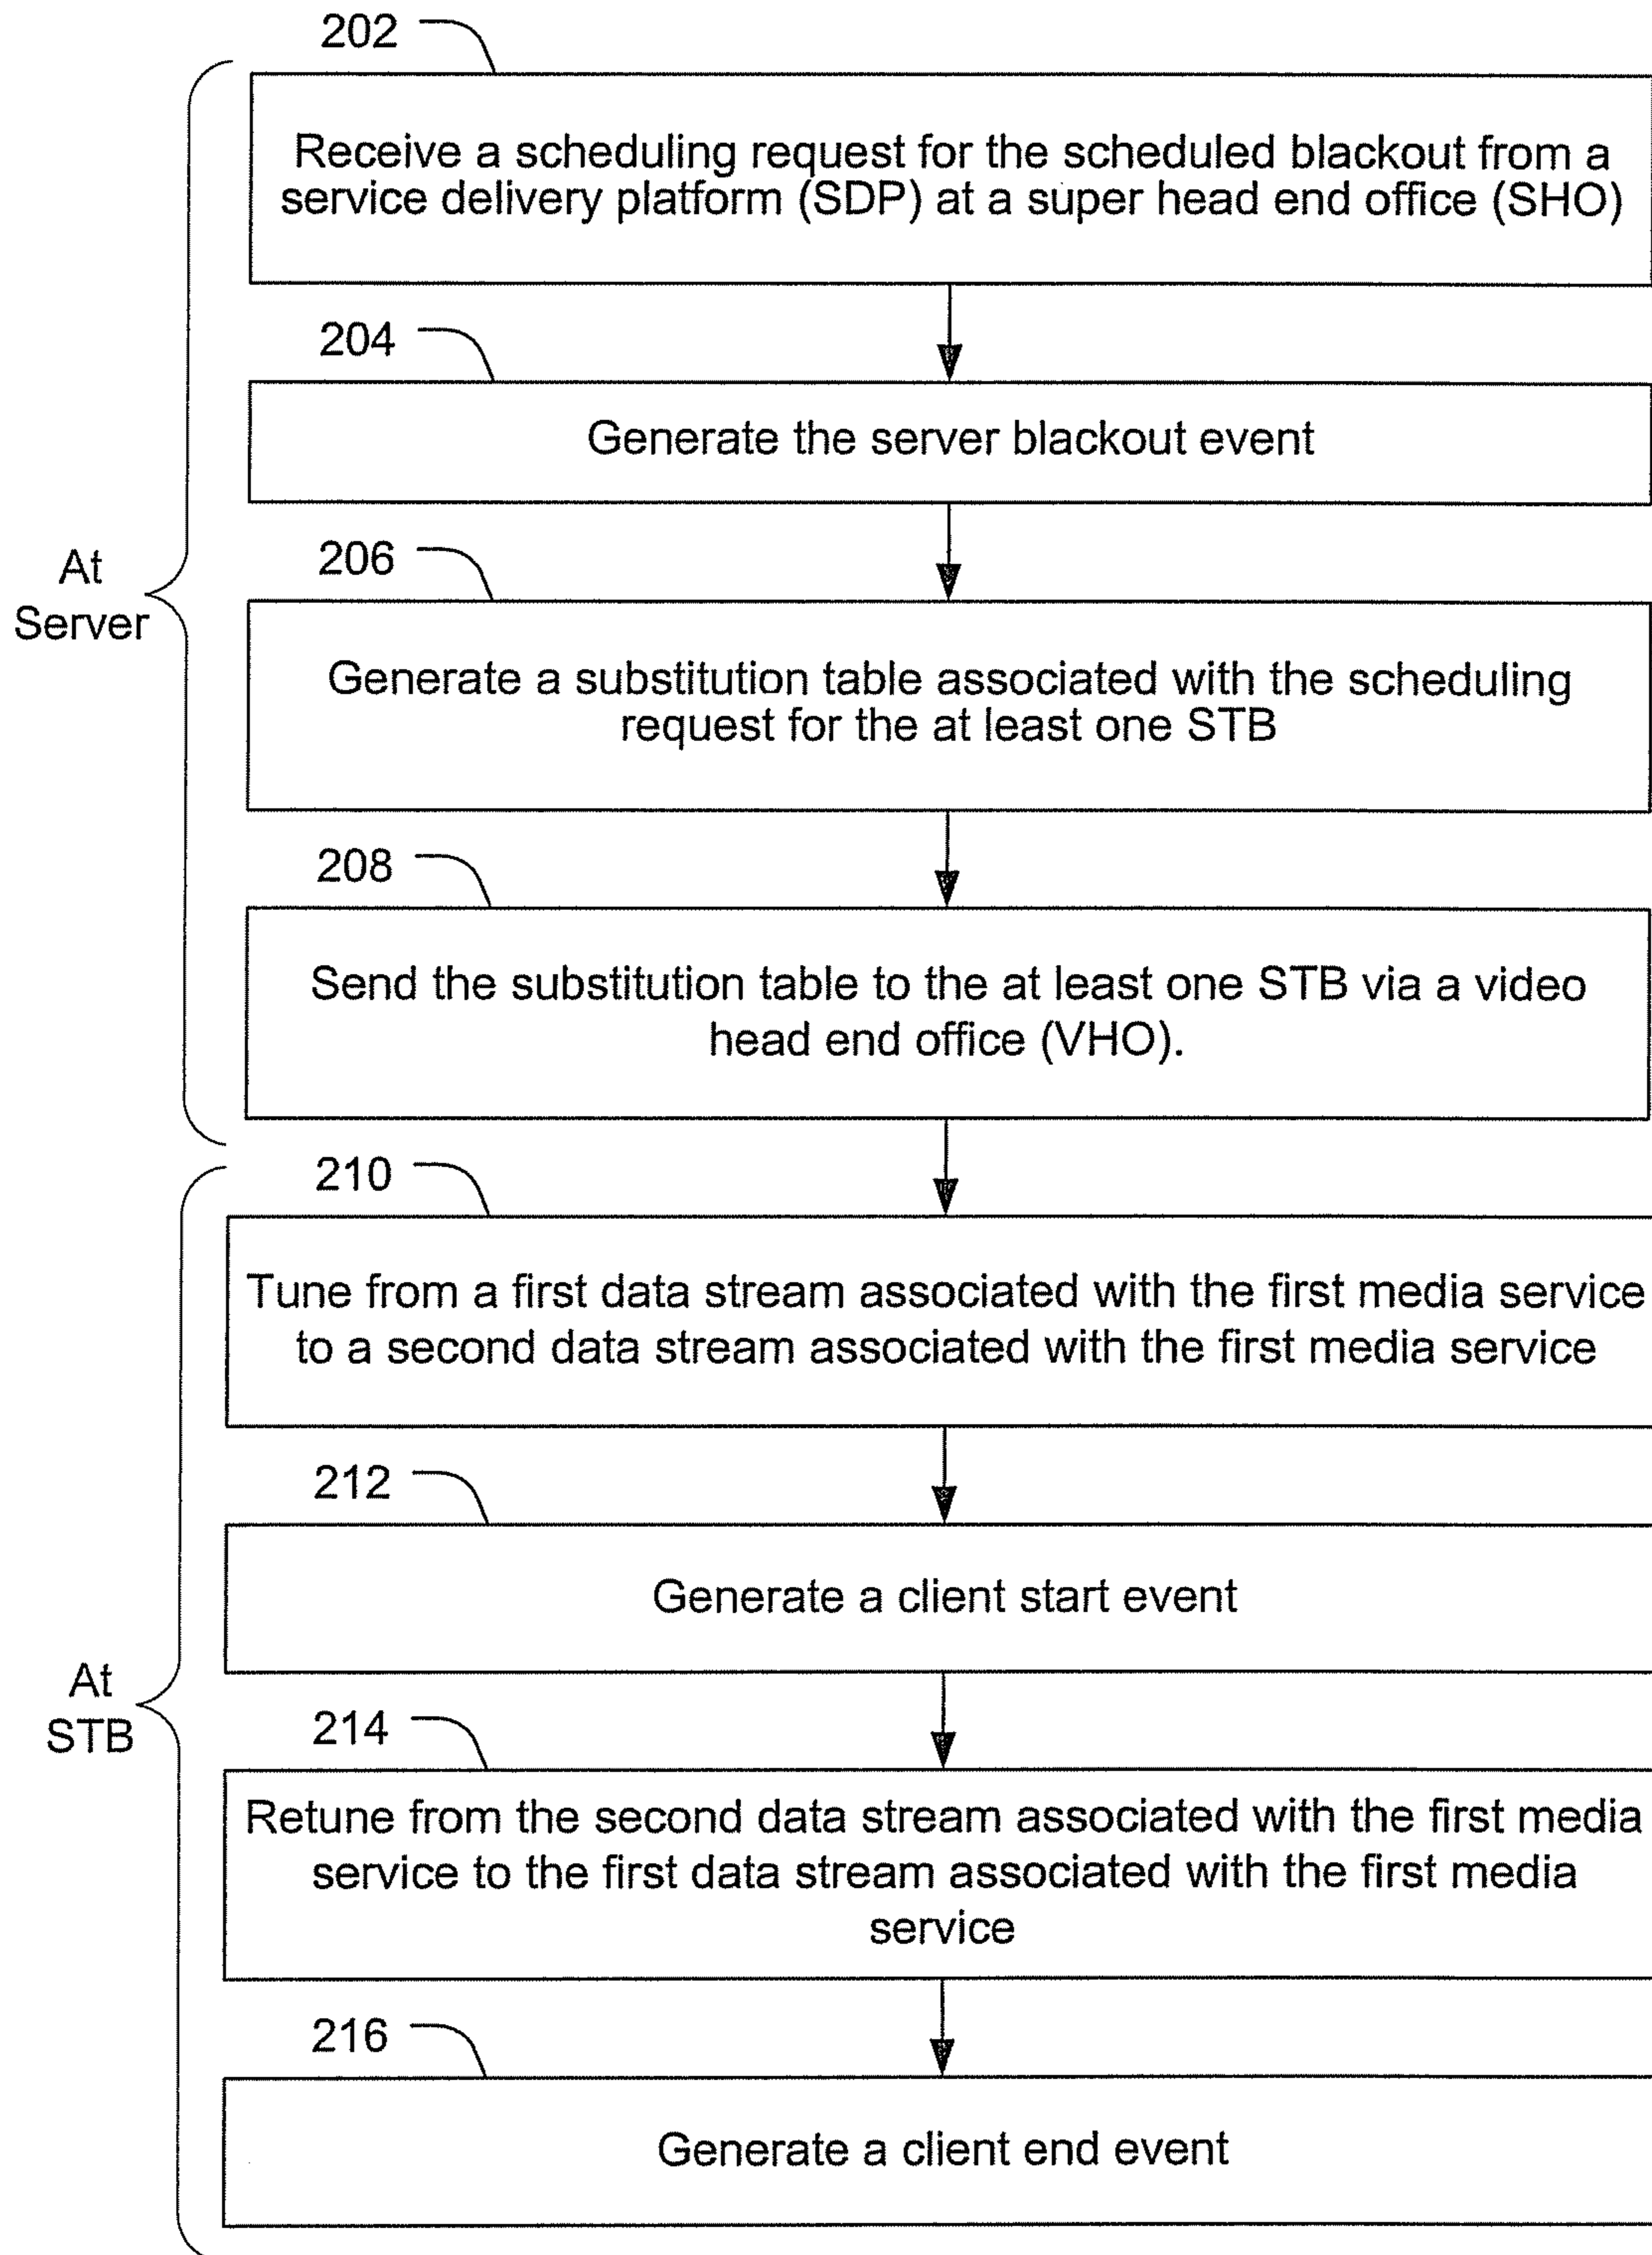 202
Receive a scheduling request for the scheduled blackout from a
service delivery platform (SDP) at a super head end office (SHO)
204
Generate the server blackout event
206
At
Server
Generate a substitution table associated with the scheduling
request for the at least one STB
208
Send the substitution table to the at least one STB via a video
head end office (VHO).
210
Tune from a first data stream associated with the first media service
to a second data stream associated with the first media service
212
Generate a client start event
At
STB
214
Retune from the second data stream associated with the first media
service to the first data stream associated with the first media
service
216
Generate a client end event